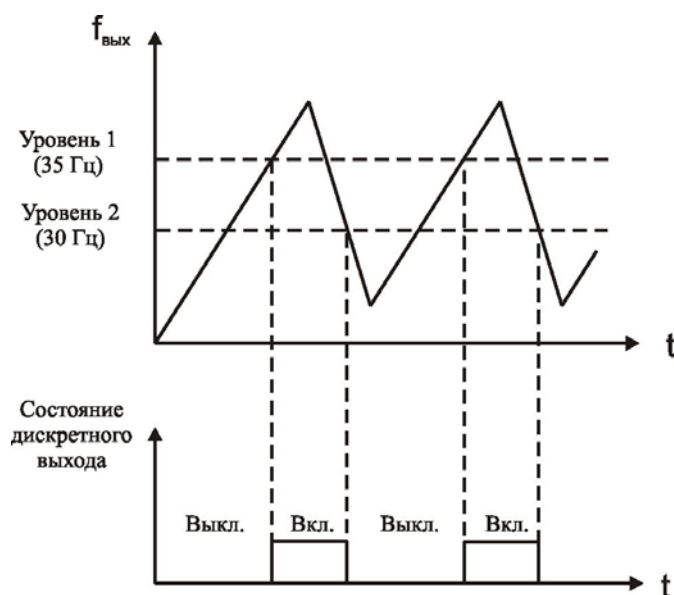 fвых
Уровень 1
(35 Гц)
Уровень 2
(30 Гц)
t
Состояние
дискретного
выхода
Выкл.
Вкл.
Выкл.
Вкл.
t